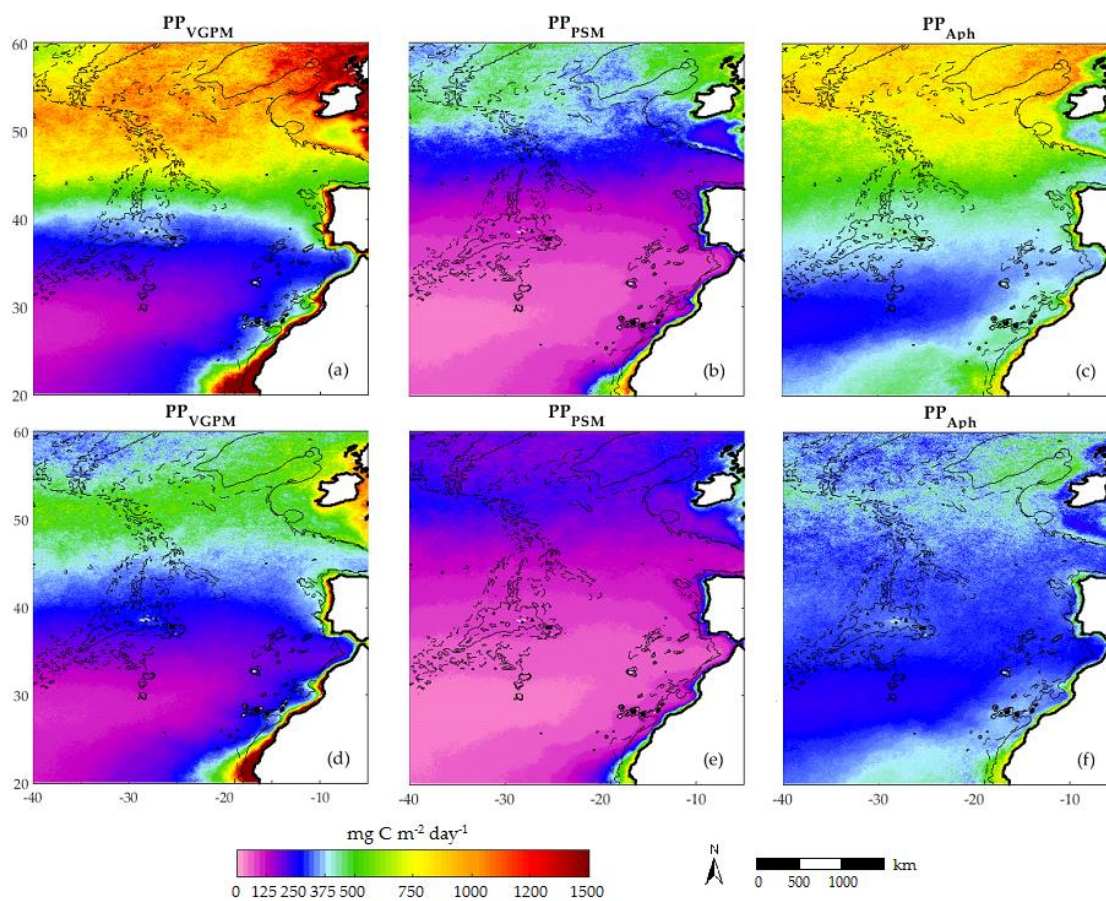 PP_VGPM PP_PSM PP_Aph
60
50
40
30
20
(a) (b) (c)
PP_VGPM PP_PSM PP_Aph
60
50
40
30
20
(d) (e) (f)
-40 -30 -20 -10 -40 -30 -20 -10 -40 -30 -20 -10
mg C m⁻² day⁻¹
0 125 250 375 500 750 1000 1500
N
0 500 1000 km